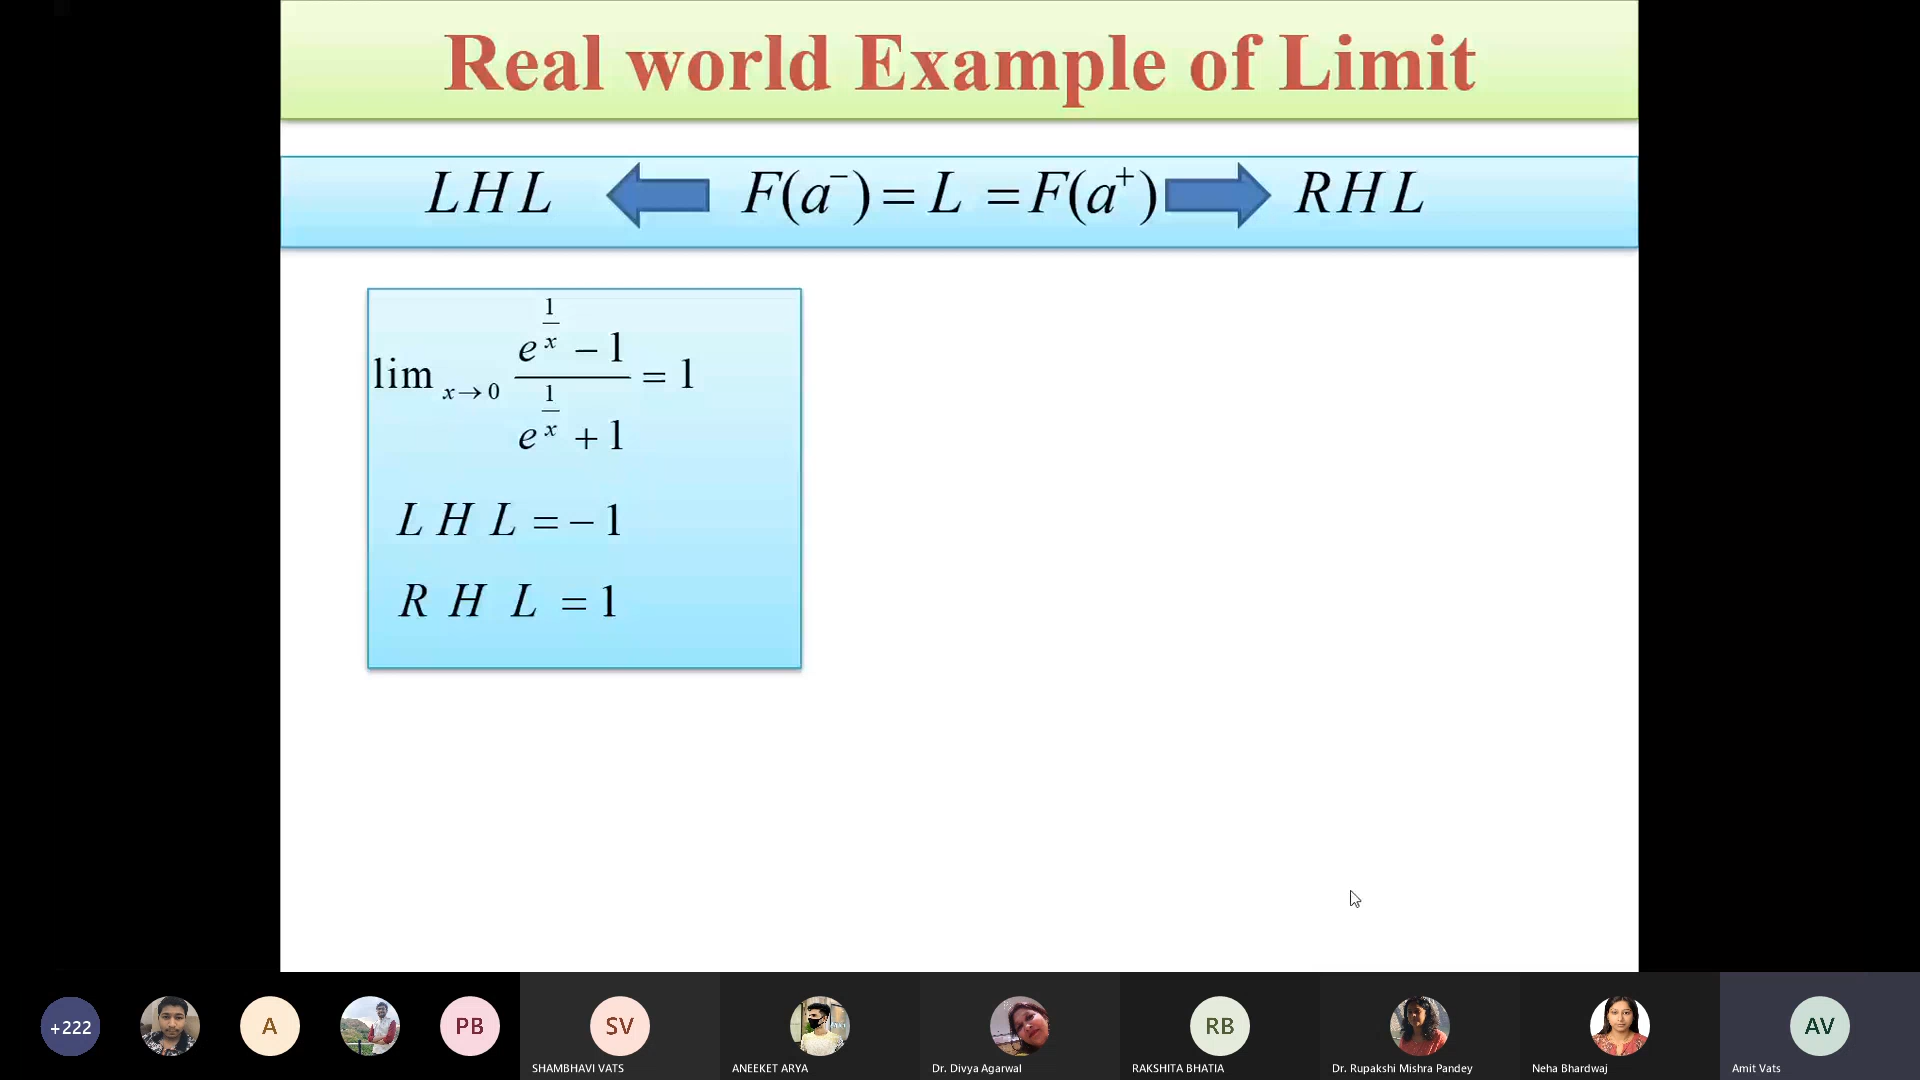 Real world Example of Limit
LHL F(a⁻) = L = F(a⁺) RHL
lim x→0 (e^(1/x) − 1)/(e^(1/x) + 1) = 1
L H L = − 1
R H L = 1
+222 A PB SV RB AV
SHAMBHAVI VATS ANEEKET ARYA Dr. Divya Agarwal RAKSHITA BHATIA Dr. Rupakshi Mishra Pandey Neha Bhardwaj Amit Vats